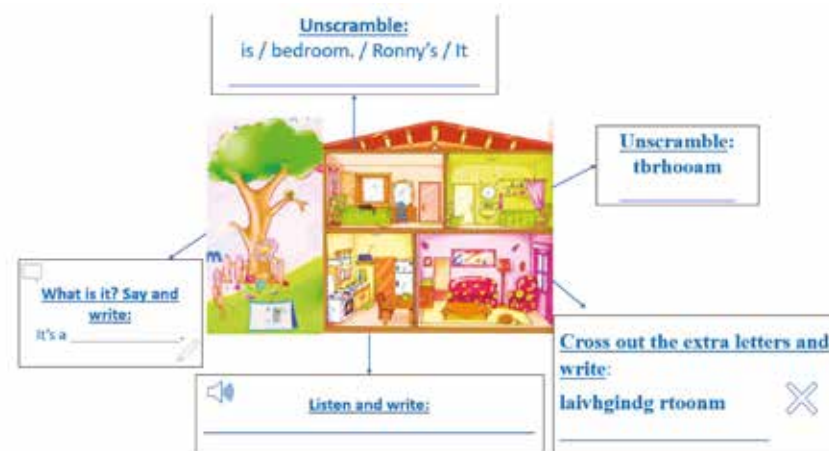 Unscramble:
is / bedroom. / Ronny's / It
Unscramble:
tbrhooam
What is it? Say and
write:
It's a ____________ .
Listen and write:
Cross out the extra letters and
write:
laivhgindg rtoonm